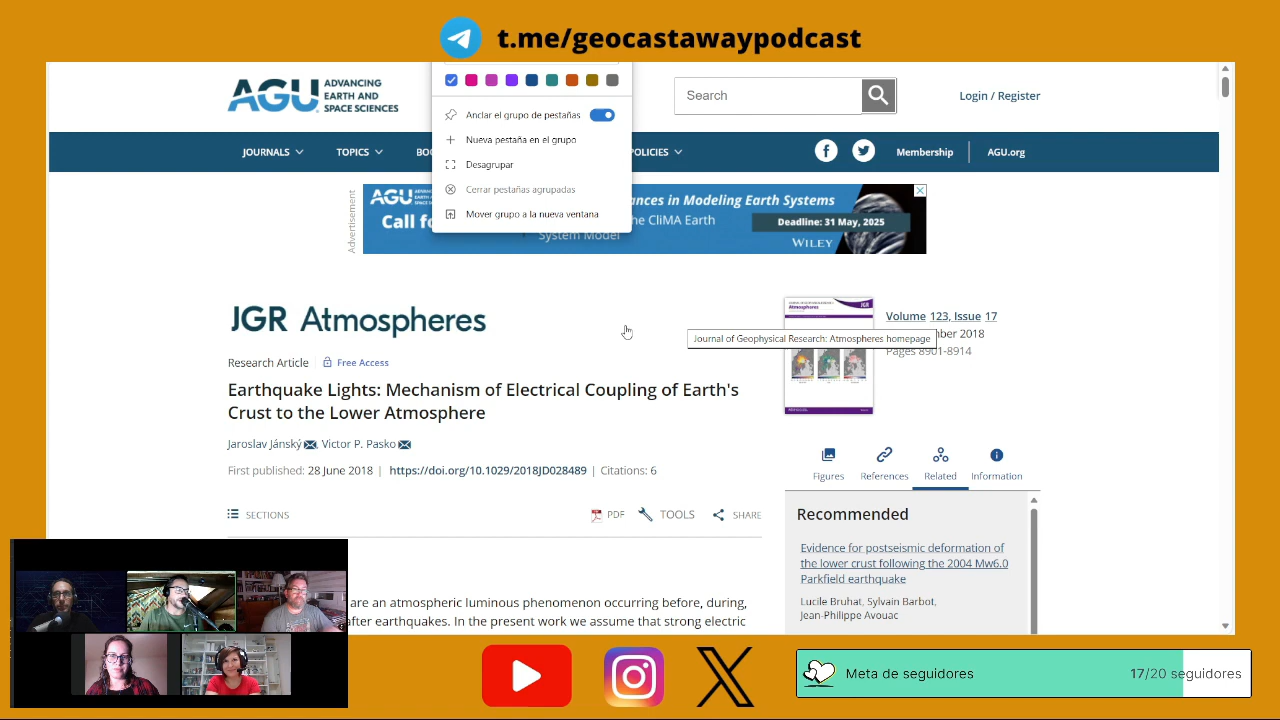 t.me/geocastawaypodcast
AGU
ADVANCING
EARTH AND
SPACE SCIENCES
Search
Login / Register
Anclar el grupo de pestañas
Nueva pestaña en el grupo
Desagrupar
Cerrar pestañas agrupadas
Mover grupo a la nueva ventana
JOURNALS
TOPICS
POLICIES
Membership
AGU.org
Advertisement
AGU
ances in Modeling Earth Systems
Call fo
he CliMA Earth
System Model
Deadline: 31 May, 2025
WILEY
JGR Atmospheres
Volume 123, Issue 17
mber 2018
Journal of Geophysical Research: Atmospheres homepage
Pages 8901-8914
Atmospheres
JGR
Research Article
Free Access
Earthquake Lights: Mechanism of Electrical Coupling of Earth's
Crust to the Lower Atmosphere
Jaroslav Jánský, Victor P. Pasko
First published: 28 June 2018 | https://doi.org/10.1029/2018JD028489 | Citations: 6
Figures
References
Related
Information
SECTIONS
PDF
TOOLS
SHARE
Recommended
Evidence for postseismic deformation of
the lower crust following the 2004 Mw6.0
Parkfield earthquake
Lucile Bruhat, Sylvain Barbot,
Jean-Philippe Avouac
are an atmospheric luminous phenomenon occurring before, during,
fter earthquakes. In the present work we assume that strong electric
Meta de seguidores
17/20 seguidores